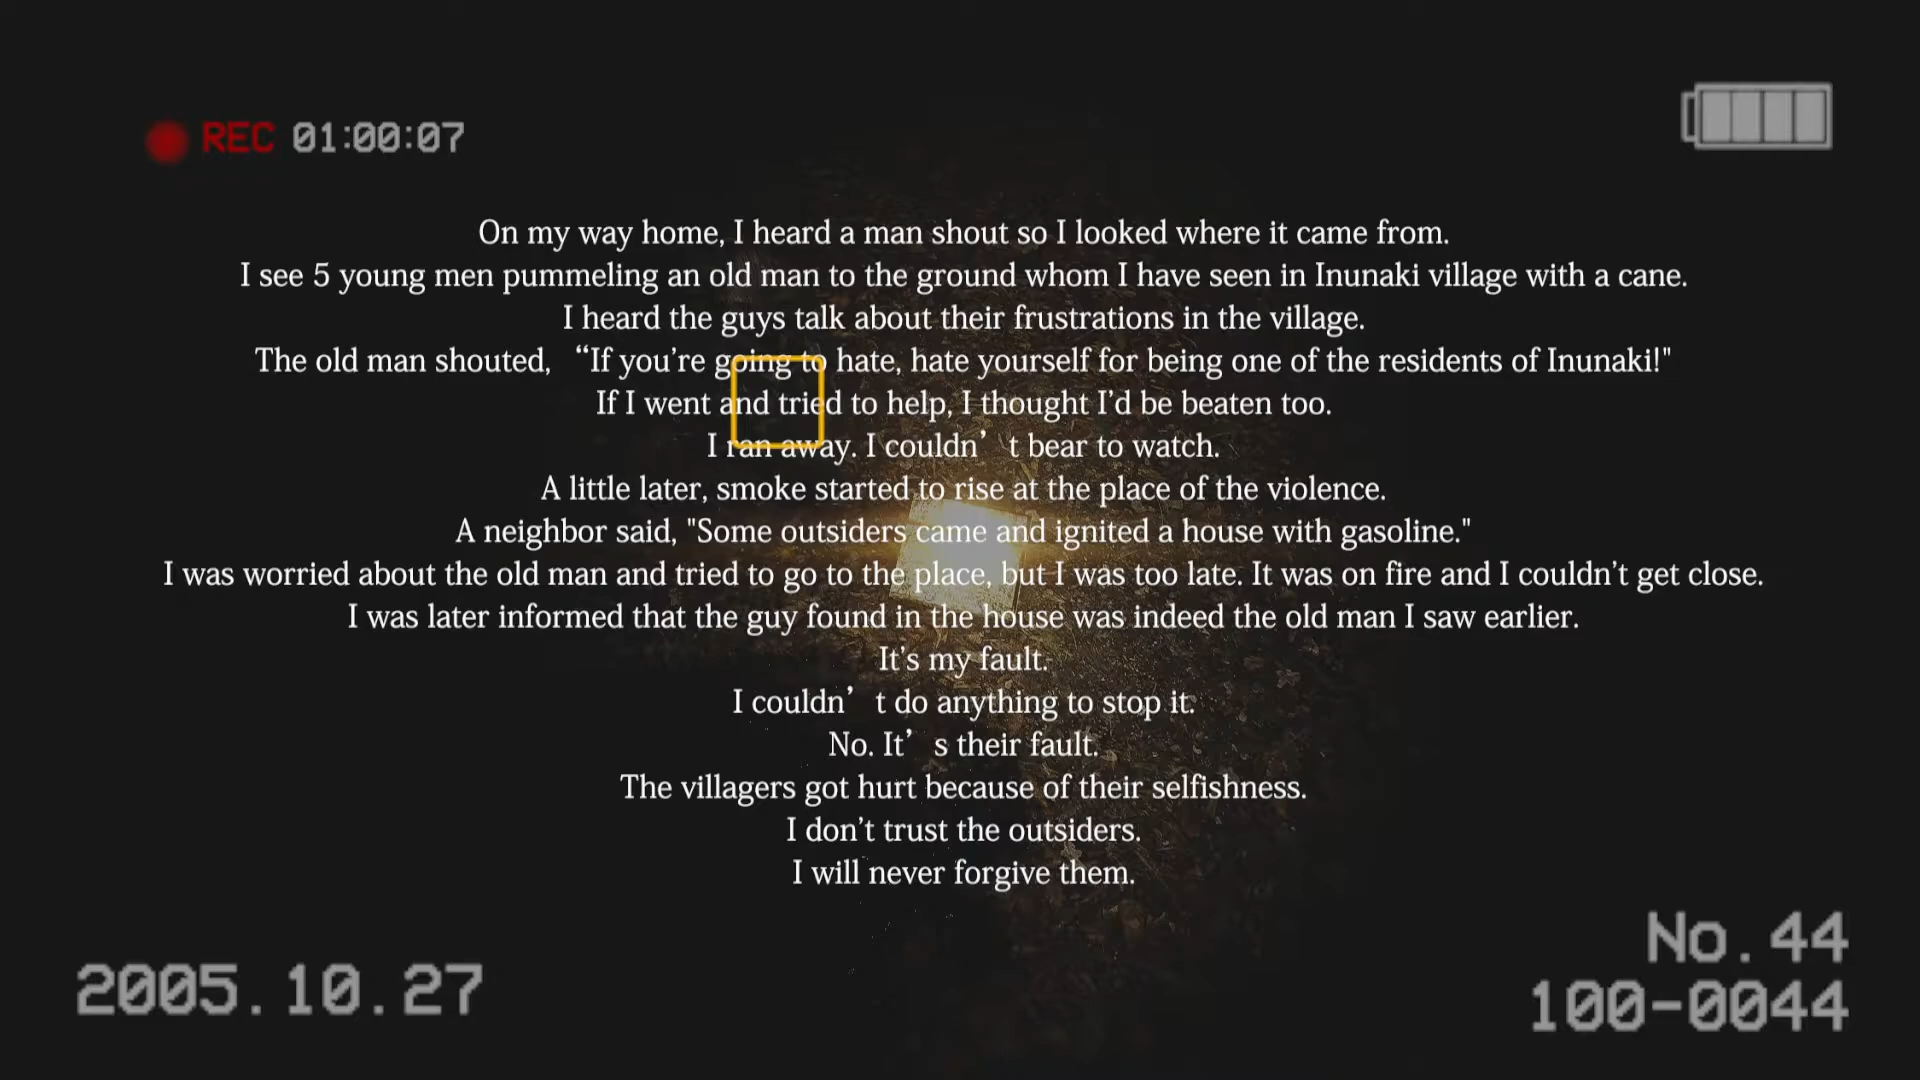 REC 01:00:07
On my way home, I heard a man shout so I looked where it came from.
I see 5 young men pummeling an old man to the ground whom I have seen in Inunaki village with a cane.
I heard the guys talk about their frustrations in the village.
The old man shouted, “If you’re going to hate, hate yourself for being one of the residents of Inunaki!"
If I went and tried to help, I thought I’d be beaten too.
I ran away. I couldn’t bear to watch.
A little later, smoke started to rise at the place of the violence.
A neighbor said, "Some outsiders came and ignited a house with gasoline."
I was worried about the old man and tried to go to the place, but I was too late. It was on fire and I couldn’t get close.
I was later informed that the guy found in the house was indeed the old man I saw earlier.
It’s my fault.
I couldn’t do anything to stop it.
No. It’s their fault.
The villagers got hurt because of their selfishness.
I don’t trust the outsiders.
I will never forgive them.
2005.10.27
No.44
100-0044